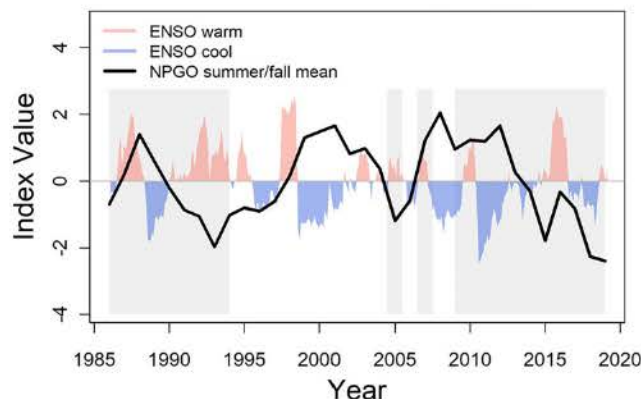 ENSO warm
ENSO cool
NPGO summer/fall mean
4
2
0
-2
-4
Index Value
1985 1990 1995 2000 2005 2010 2015 2020
Year